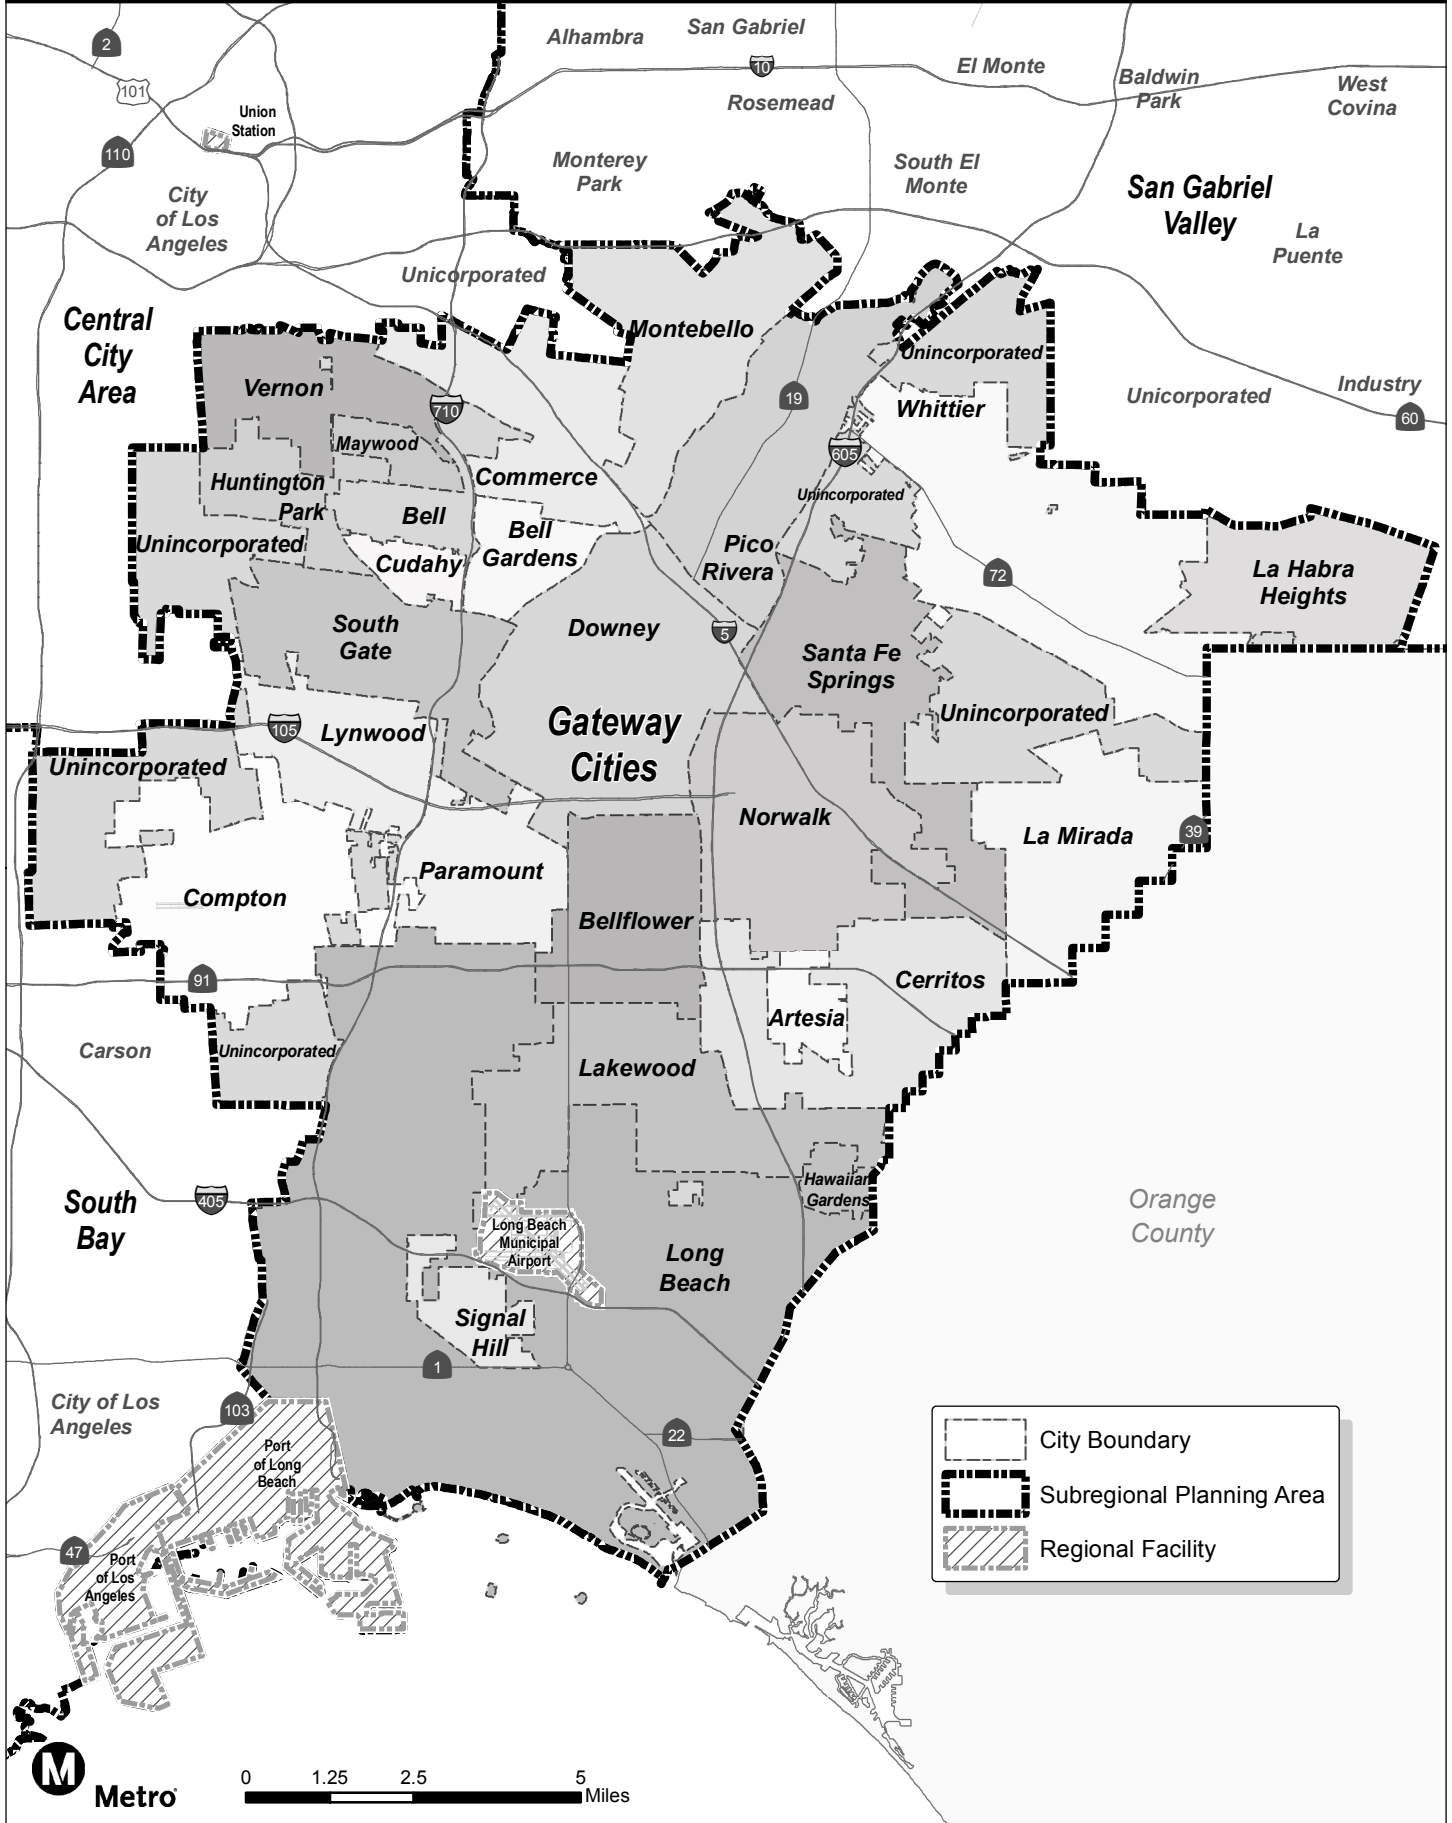 San Gabriel
Alhambra
2
10
El Monte
Baldwin
Park
West
Covina
101
Rosemead
Union
Station
110
Monterey
Park
South El
Monte
City
of Los
Angeles
San Gabriel
Valley
La
Puente
Unicorporated
Central
City
Area
Montebello
Unincorporated
Vernon
19
Whittier
Unicorporated
Industry
60
710
Maywood
605
Commerce
Huntington
Park
Unincorporated
Bell
Bell
Gardens
Unincorporated
Cudahy
Pico
Rivera
72
La Habra
Heights
South
Gate
Downey
5
Santa Fe
Springs
105
Lynwood
Gateway
Cities
Unincorporated
Unincorporated
Norwalk
La Mirada
39
Paramount
Compton
Bellflower
91
Cerritos
Artesia
Carson
Unincorporated
Lakewood
Hawaiian
Gardens
405
South
Bay
Orange
County
Long Beach
Municipal
Airport
Long
Beach
Signal
Hill
1
City of Los
Angeles
103
22
Port
of Long
Beach
City Boundary
Subregional Planning Area
Regional Facility
47
Port
of Los
Angeles
M
Metro
0 1.25 2.5 5
Miles